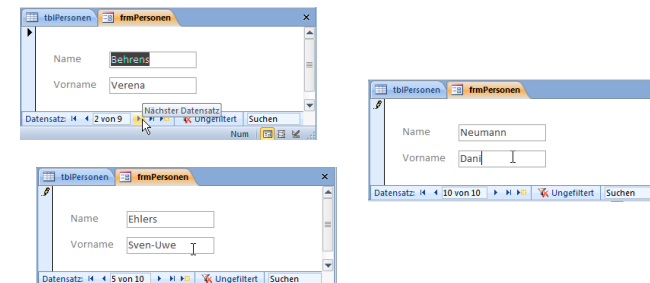 tblPersonen frmPersonen
Name Behrens
Vorname Verena
Nächster Datensatz
Datensatz: 2 von 9 Ungefiltert Suchen
Num
tblPersonen frmPersonen
Name Neumann
Vorname Dani
Datensatz: 10 von 10 Ungefiltert Suchen
tblPersonen frmPersonen
Name Ehlers
Vorname Sven-Uwe
Datensatz: 5 von 10 Ungefiltert Suchen